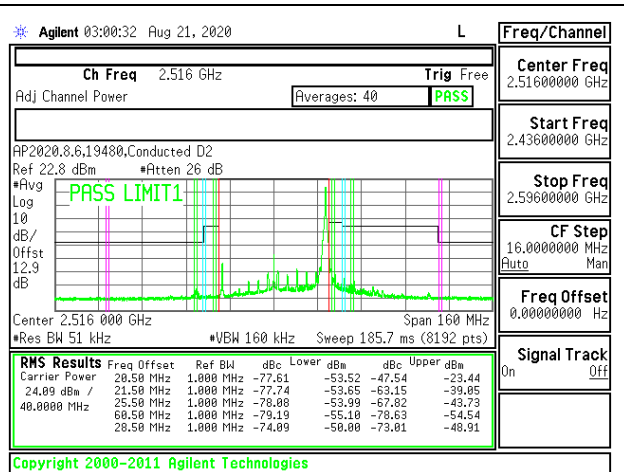 Agilent 03:00:32 Aug 21, 2020 L
Freq/Channel
Ch Freq 2.516 GHz Trig Free
Adj Channel Power Averages: 40 PASS
AP2020.8.6,19480,Conducted D2
Ref 22.8 dBm #Atten 26 dB
#Avg
Log
10
dB/
Offst
12.9
dB
PASS LIMIT1
Center 2.516 000 GHz Span 160 MHz
#Res BW 51 kHz #VBW 160 kHz Sweep 185.7 ms (8192 pts)
RMS Results Freq Offset Ref BW dBc Lower dBm dBc Upper dBm
Carrier Power 20.50 MHz 1.000 MHz -77.61 -53.52 -47.54 -23.44
24.09 dBm / 21.50 MHz 1.000 MHz -77.74 -53.65 -63.15 -39.05
40.0000 MHz 25.50 MHz 1.000 MHz -78.08 -53.99 -67.82 -43.73
60.50 MHz 1.000 MHz -79.19 -55.10 -78.63 -54.54
28.50 MHz 1.000 MHz -74.09 -50.00 -73.01 -48.91
Center Freq
2.51600000 GHz
Start Freq
2.43600000 GHz
Stop Freq
2.59600000 GHz
CF Step
16.0000000 MHz
Auto Man
Freq Offset
0.00000000 Hz
Signal Track
On Off
Copyright 2000-2011 Agilent Technologies